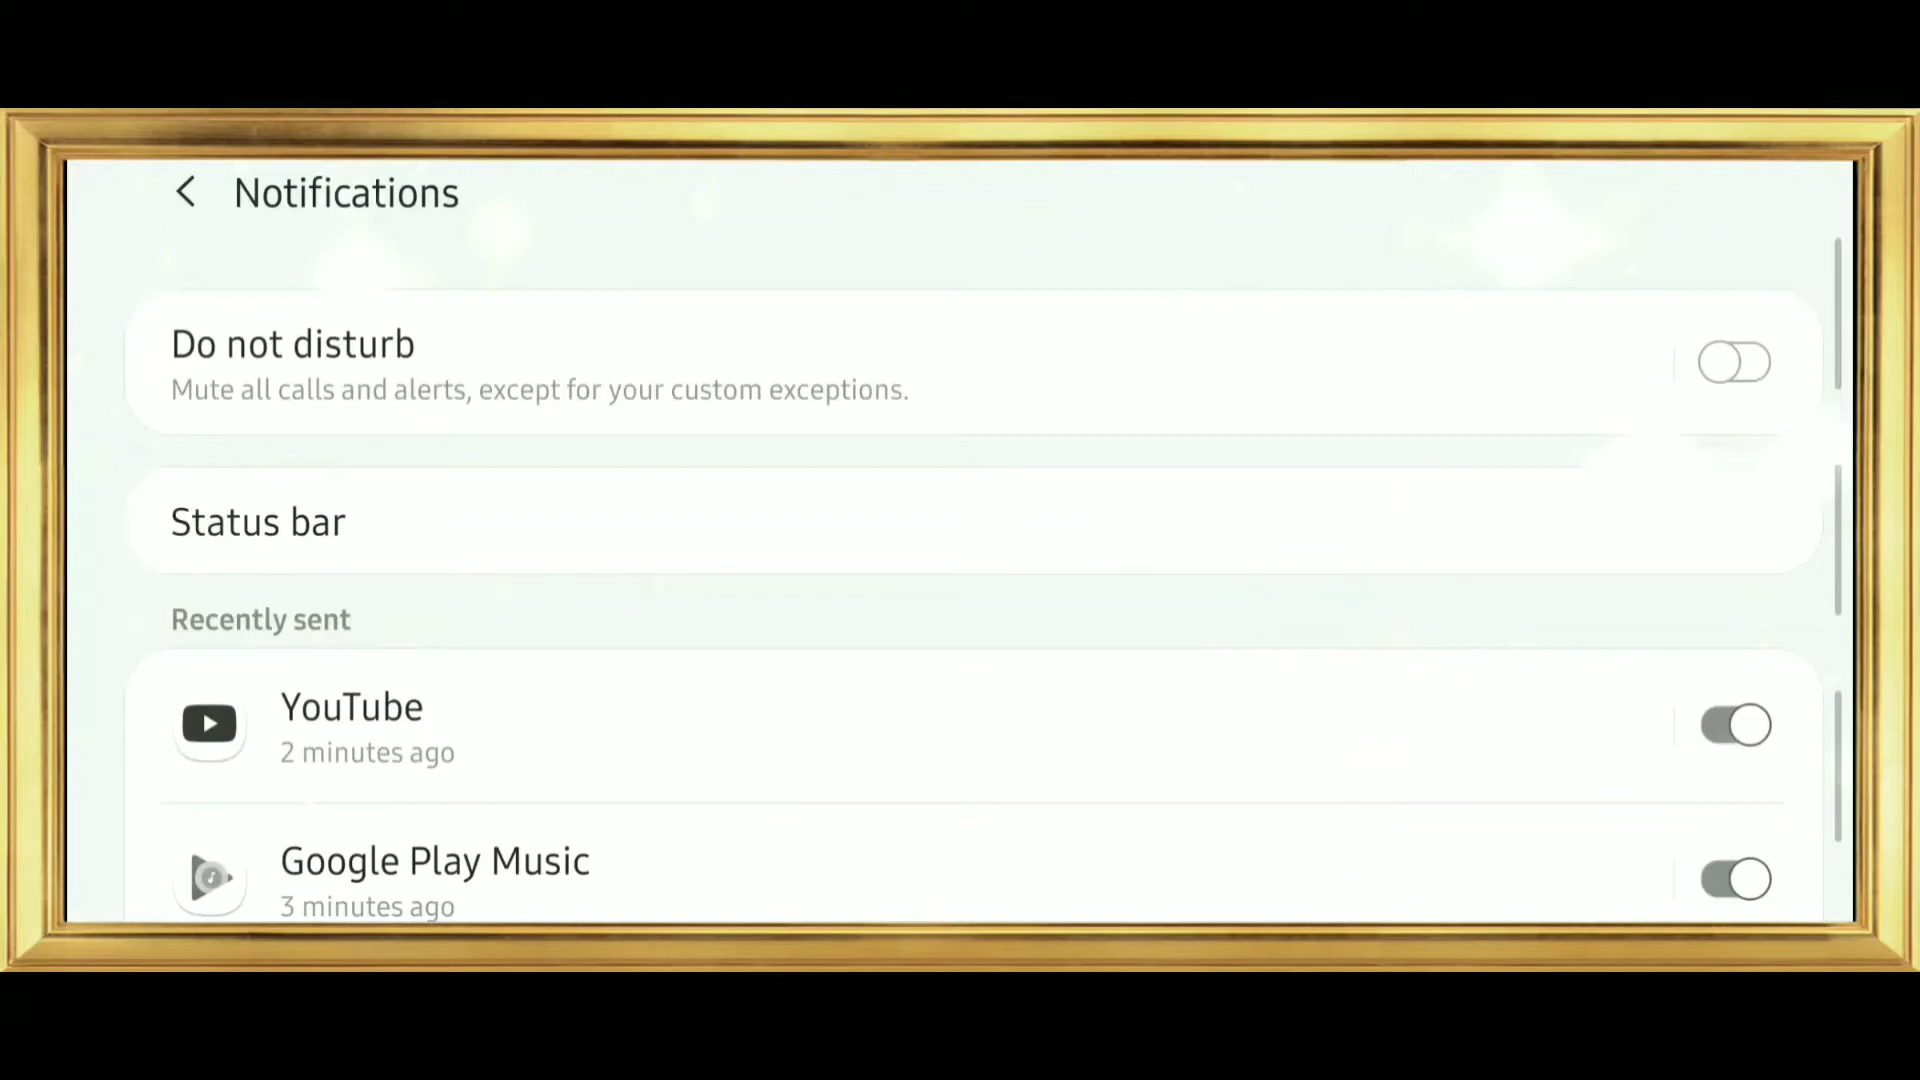 Notifications
Do not disturb
Mute all calls and alerts, except for your custom exceptions.
Status bar
Recently sent
YouTube
2 minutes ago
Google Play Music
3 minutes ago